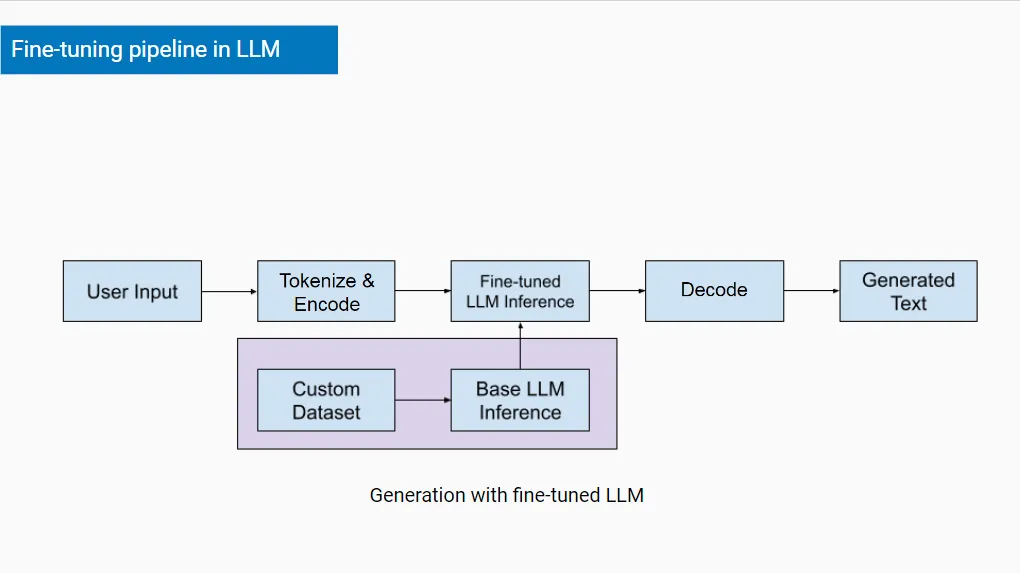 Fine-tuning pipeline in LLM
User Input
Tokenize &
Encode
Fine-tuned
LLM Inference
Decode
Generated
Text
Custom
Dataset
Base LLM
Inference
Generation with fine-tuned LLM